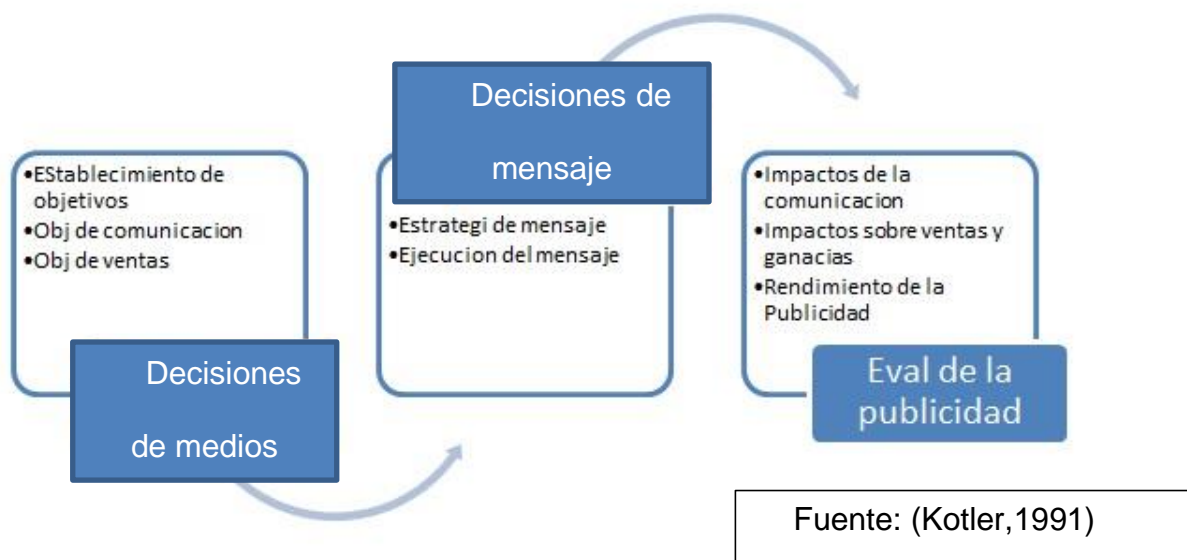 •EStablecimiento de
objetivos
•Obj de comunicacion
•Obj de ventas
Decisiones
de medios
Decisiones de
mensaje
•Estrategi de mensaje
•Ejecucion del mensaje
•Impactos de la
comunicacion
•Impactos sobre ventas y
ganacias
•Rendimiento de la
Publicidad
Eval de la
publicidad
Fuente: (Kotler,1991)